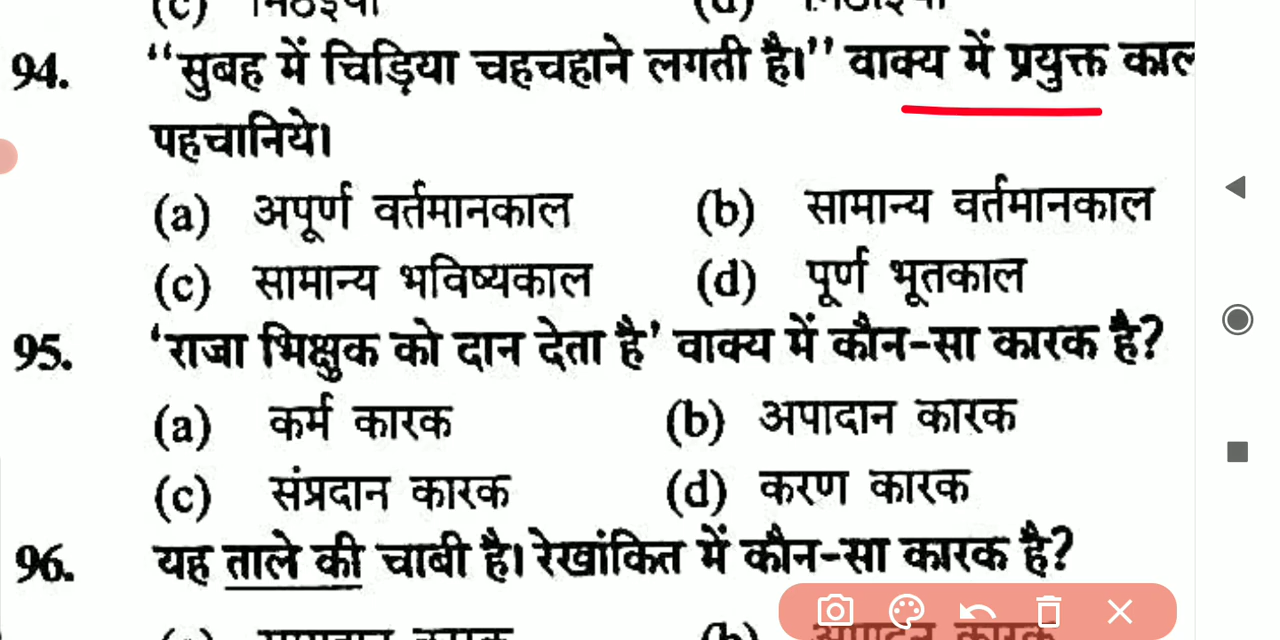 94. “सुबह में चिड़िया चहचहाने लगती है।” वाक्य में प्रयुक्त काल
पहचानिये।
(a) अपूर्ण वर्तमानकाल (b) सामान्य वर्तमानकाल
(c) सामान्य भविष्यकाल (d) पूर्ण भूतकाल
95. ‘राजा भिक्षुक को दान देता है’ वाक्य में कौन-सा कारक है?
(a) कर्म कारक (b) अपादान कारक
(c) संप्रदान कारक (d) करण कारक
96. यह ताले की चाबी है। रेखांकित में कौन-सा कारक है?